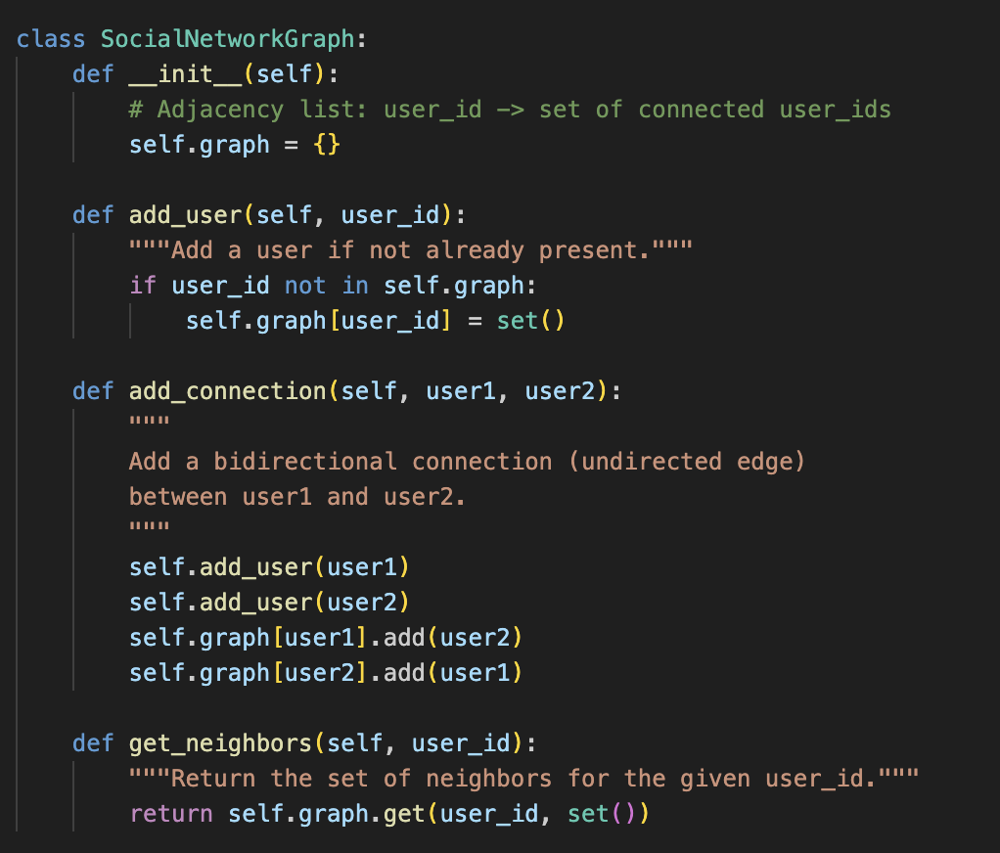 class SocialNetworkGraph:
    def __init__(self):
        # Adjacency list: user_id -> set of connected user_ids
        self.graph = {}

    def add_user(self, user_id):
        """Add a user if not already present."""
        if user_id not in self.graph:
            self.graph[user_id] = set()

    def add_connection(self, user1, user2):
        """
        Add a bidirectional connection (undirected edge)
        between user1 and user2.
        """
        self.add_user(user1)
        self.add_user(user2)
        self.graph[user1].add(user2)
        self.graph[user2].add(user1)

    def get_neighbors(self, user_id):
        """Return the set of neighbors for the given user_id."""
        return self.graph.get(user_id, set())